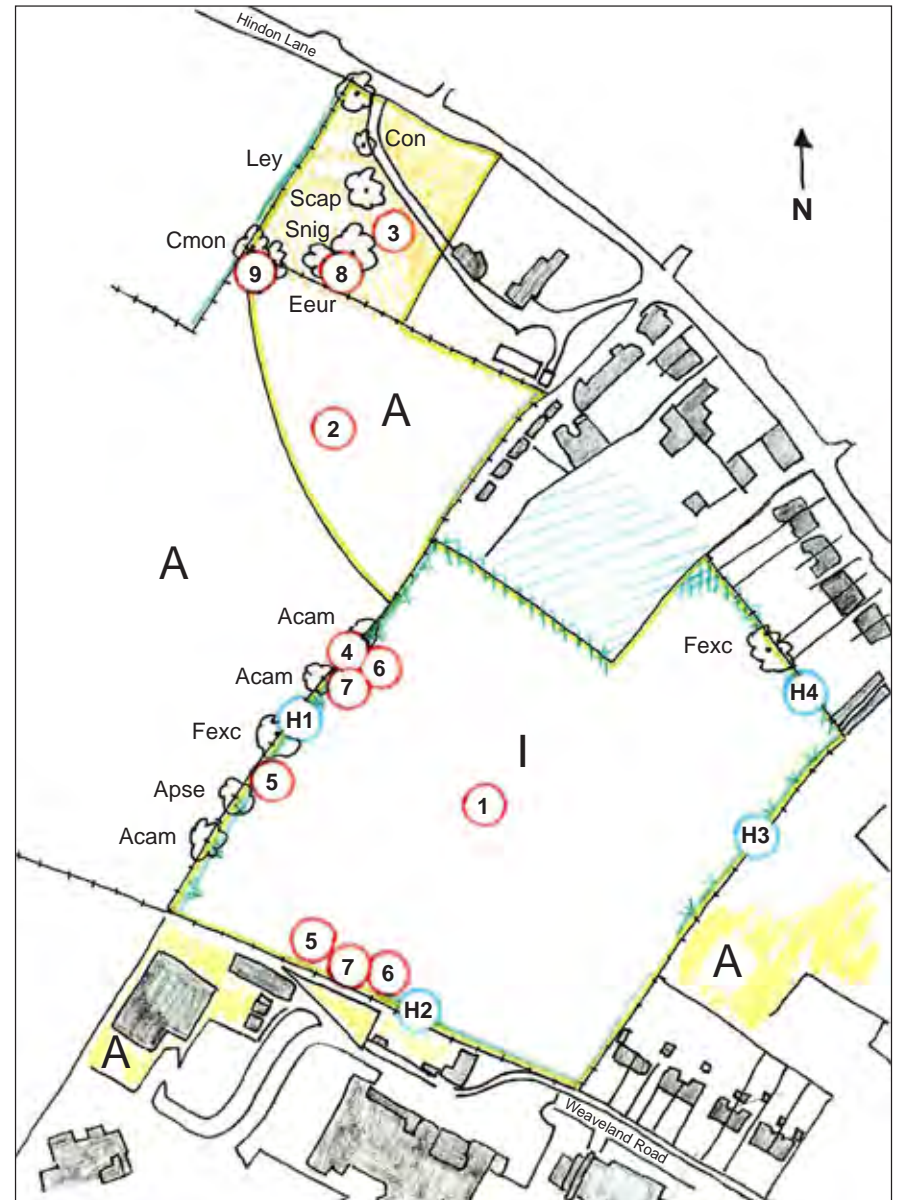 Hindon Lane
Con
Ley
N
Scap
Snig
3
Cmon
9
8
Eeur
A
2
A
Acam
4
6
Fexc
Acam
7
H4
H1
Fexc
I
5
Apse
1
Acam
H3
5
7
6
A
H2
A
Weaveland Road